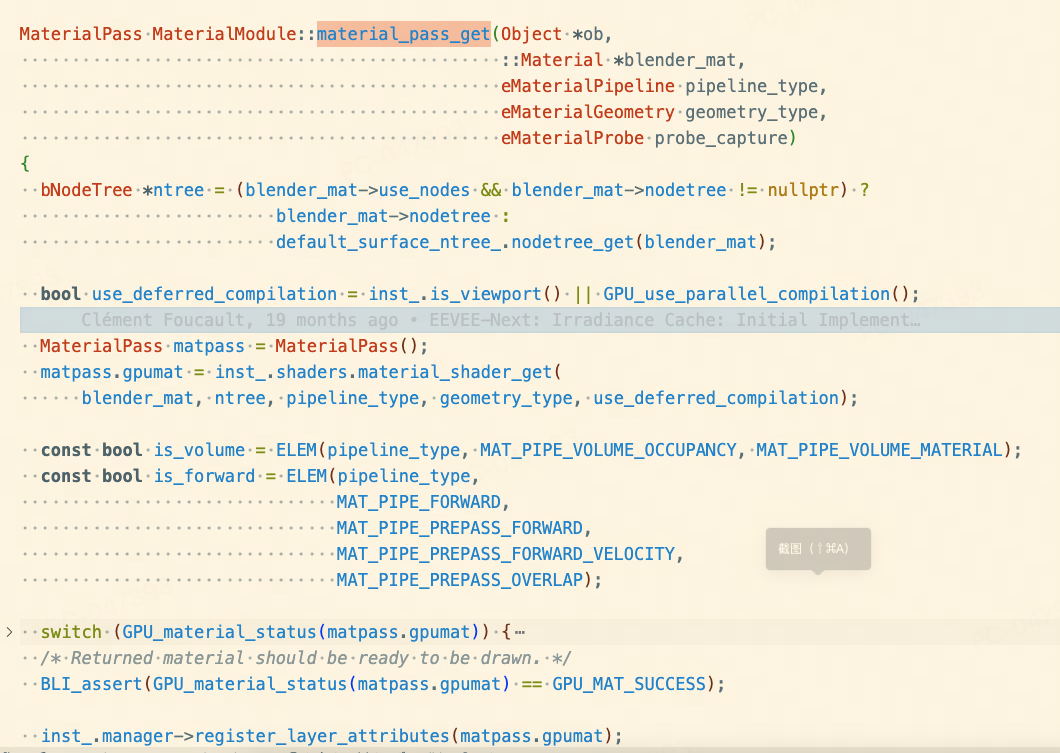 MaterialPass MaterialModule::material_pass_get(Object *ob,
::Material *blender_mat,
eMaterialPipeline pipeline_type,
eMaterialGeometry geometry_type,
eMaterialProbe probe_capture)
{
bNodeTree *ntree = (blender_mat->use_nodes && blender_mat->nodetree != nullptr) ?
blender_mat->nodetree :
default_surface_ntree_.nodetree_get(blender_mat);
bool use_deferred_compilation = inst_.is_viewport() || GPU_use_parallel_compilation();
Clément Foucault, 19 months ago • EEVEE-Next: Irradiance Cache: Initial Implement…
MaterialPass matpass = MaterialPass();
matpass.gpumat = inst_.shaders.material_shader_get(
blender_mat, ntree, pipeline_type, geometry_type, use_deferred_compilation);
const bool is_volume = ELEM(pipeline_type, MAT_PIPE_VOLUME_OCCUPANCY, MAT_PIPE_VOLUME_MATERIAL);
const bool is_forward = ELEM(pipeline_type,
MAT_PIPE_FORWARD,
MAT_PIPE_PREPASS_FORWARD,
MAT_PIPE_PREPASS_FORWARD_VELOCITY,
截图（⇧⌘A）
MAT_PIPE_PREPASS_OVERLAP);
switch (GPU_material_status(matpass.gpumat)) {⋯
/* Returned material should be ready to be drawn. */
BLI_assert(GPU_material_status(matpass.gpumat) == GPU_MAT_SUCCESS);
inst_.manager->register_layer_attributes(matpass.gpumat);